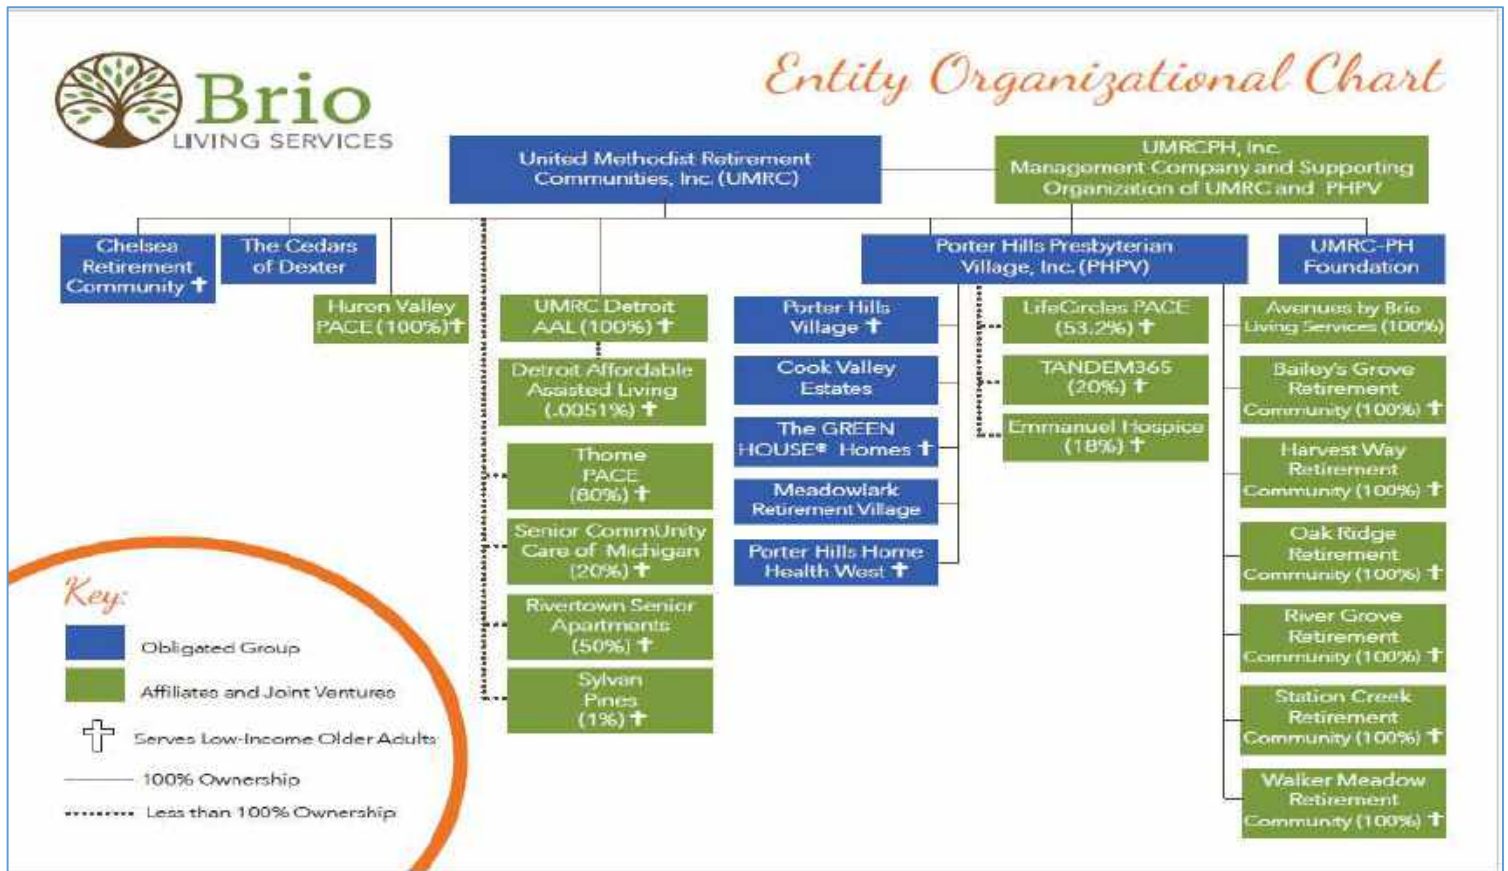 Brio
LIVING SERVICES
Entity Organizational Chart
United Methodist Retirement
Communities, Inc. (UMRC)
UMRCPH, Inc.
Management Company and Supporting
Organization of UMRC and PHPV
Chelsea
Retirement
Community ✝
The Cedars
of Dexter
Huron Valley
PACE (100%) ✝
UMRC Detroit
AAL (100%) ✝
Detroit Affordable
Assisted Living
(.0051%) ✝
Thome
PACE
(80%) ✝
Senior CommUnity
Care of Michigan
(20%) ✝
Rivertown Senior
Apartments
(50%) ✝
Sylvan
Pines
(1%) ✝
Porter Hills Presbyterian
Village, Inc. (PHPV)
Porter Hills
Village ✝
Cook Valley
Estates
The GREEN
HOUSE® Homes ✝
Meadowlark
Retirement Village
Porter Hills Home
Health West ✝
LifeCircles PACE
(53.2%) ✝
TANDEM365
(20%) ✝
Emmanuel Hospice
(18%) ✝
UMRC-PH
Foundation
Avenues by Brio
Living Services (100%)
Bailey's Grove
Retirement
Community (100%) ✝
Harvest Way
Retirement
Community (100%) ✝
Oak Ridge
Retirement
Community (100%) ✝
River Grove
Retirement
Community (100%) ✝
Station Creek
Retirement
Community (100%) ✝
Walker Meadow
Retirement
Community (100%) ✝
Key:
Obligated Group
Affiliates and Joint Ventures
Serves Low-Income Older Adults
100% Ownership
Less than 100% Ownership